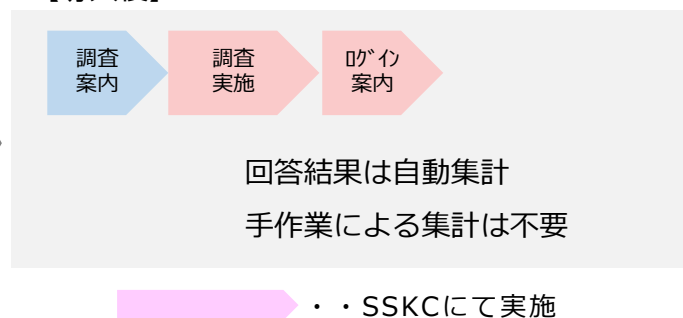 調査
案内
調査
実施
ﾛｸﾞｲﾝ
案内
回答結果は自動集計
手作業による集計は不要
・・SSKCにて実施